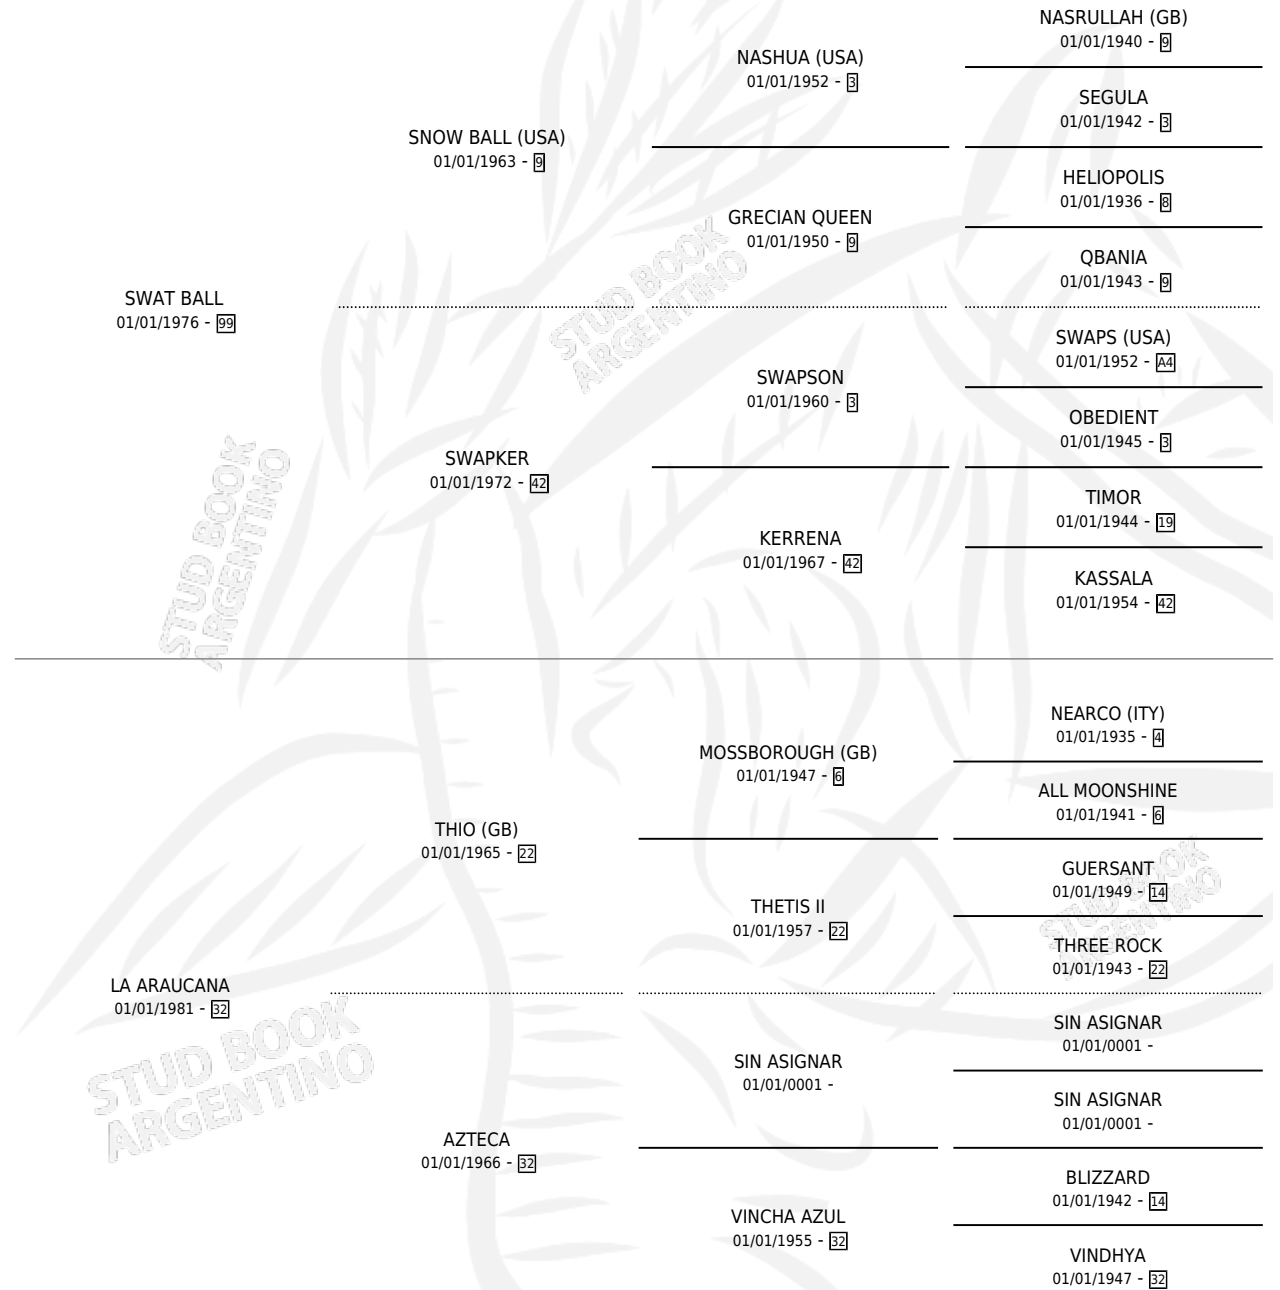 NASRULLAH (GB)
01/01/1940 - 9
NASHUA (USA)
01/01/1952 - 3
SEGULA
01/01/1942 - 3
SNOW BALL (USA)
01/01/1963 - 9
HELIOPOLIS
01/01/1936 - 8
GRECIAN QUEEN
01/01/1950 - 9
QBANIA
01/01/1943 - 9
SWAT BALL
01/01/1976 - 99
STUD BOOK
ARGENTINO
SWAPS (USA)
01/01/1952 - A4
SWAPSON
01/01/1960 - 3
OBEDIENT
01/01/1945 - 3
SWAPKER
01/01/1972 - 42
TIMOR
01/01/1944 - 19
KERRENA
01/01/1967 - 42
KASSALA
01/01/1954 - 42
STUD BOOK
ARGENTINO
NEARCO (ITY)
01/01/1935 - 4
MOSSBOROUGH (GB)
01/01/1947 - 6
ALL MOONSHINE
01/01/1941 - 6
THIO (GB)
01/01/1965 - 22
GUERSANT
01/01/1949 - 14
THETIS II
01/01/1957 - 22
THREE ROCK
01/01/1943 - 22
STUD BOOK
ARGENTINO
LA ARAUCANA
01/01/1981 - 32
SIN ASIGNAR
01/01/0001 -
SIN ASIGNAR
01/01/0001 -
SIN ASIGNAR
01/01/0001 -
STUD BOOK
ARGENTINO
AZTECA
01/01/1966 - 32
BLIZZARD
01/01/1942 - 14
VINCHA AZUL
01/01/1955 - 32
VINDHYA
01/01/1947 - 32